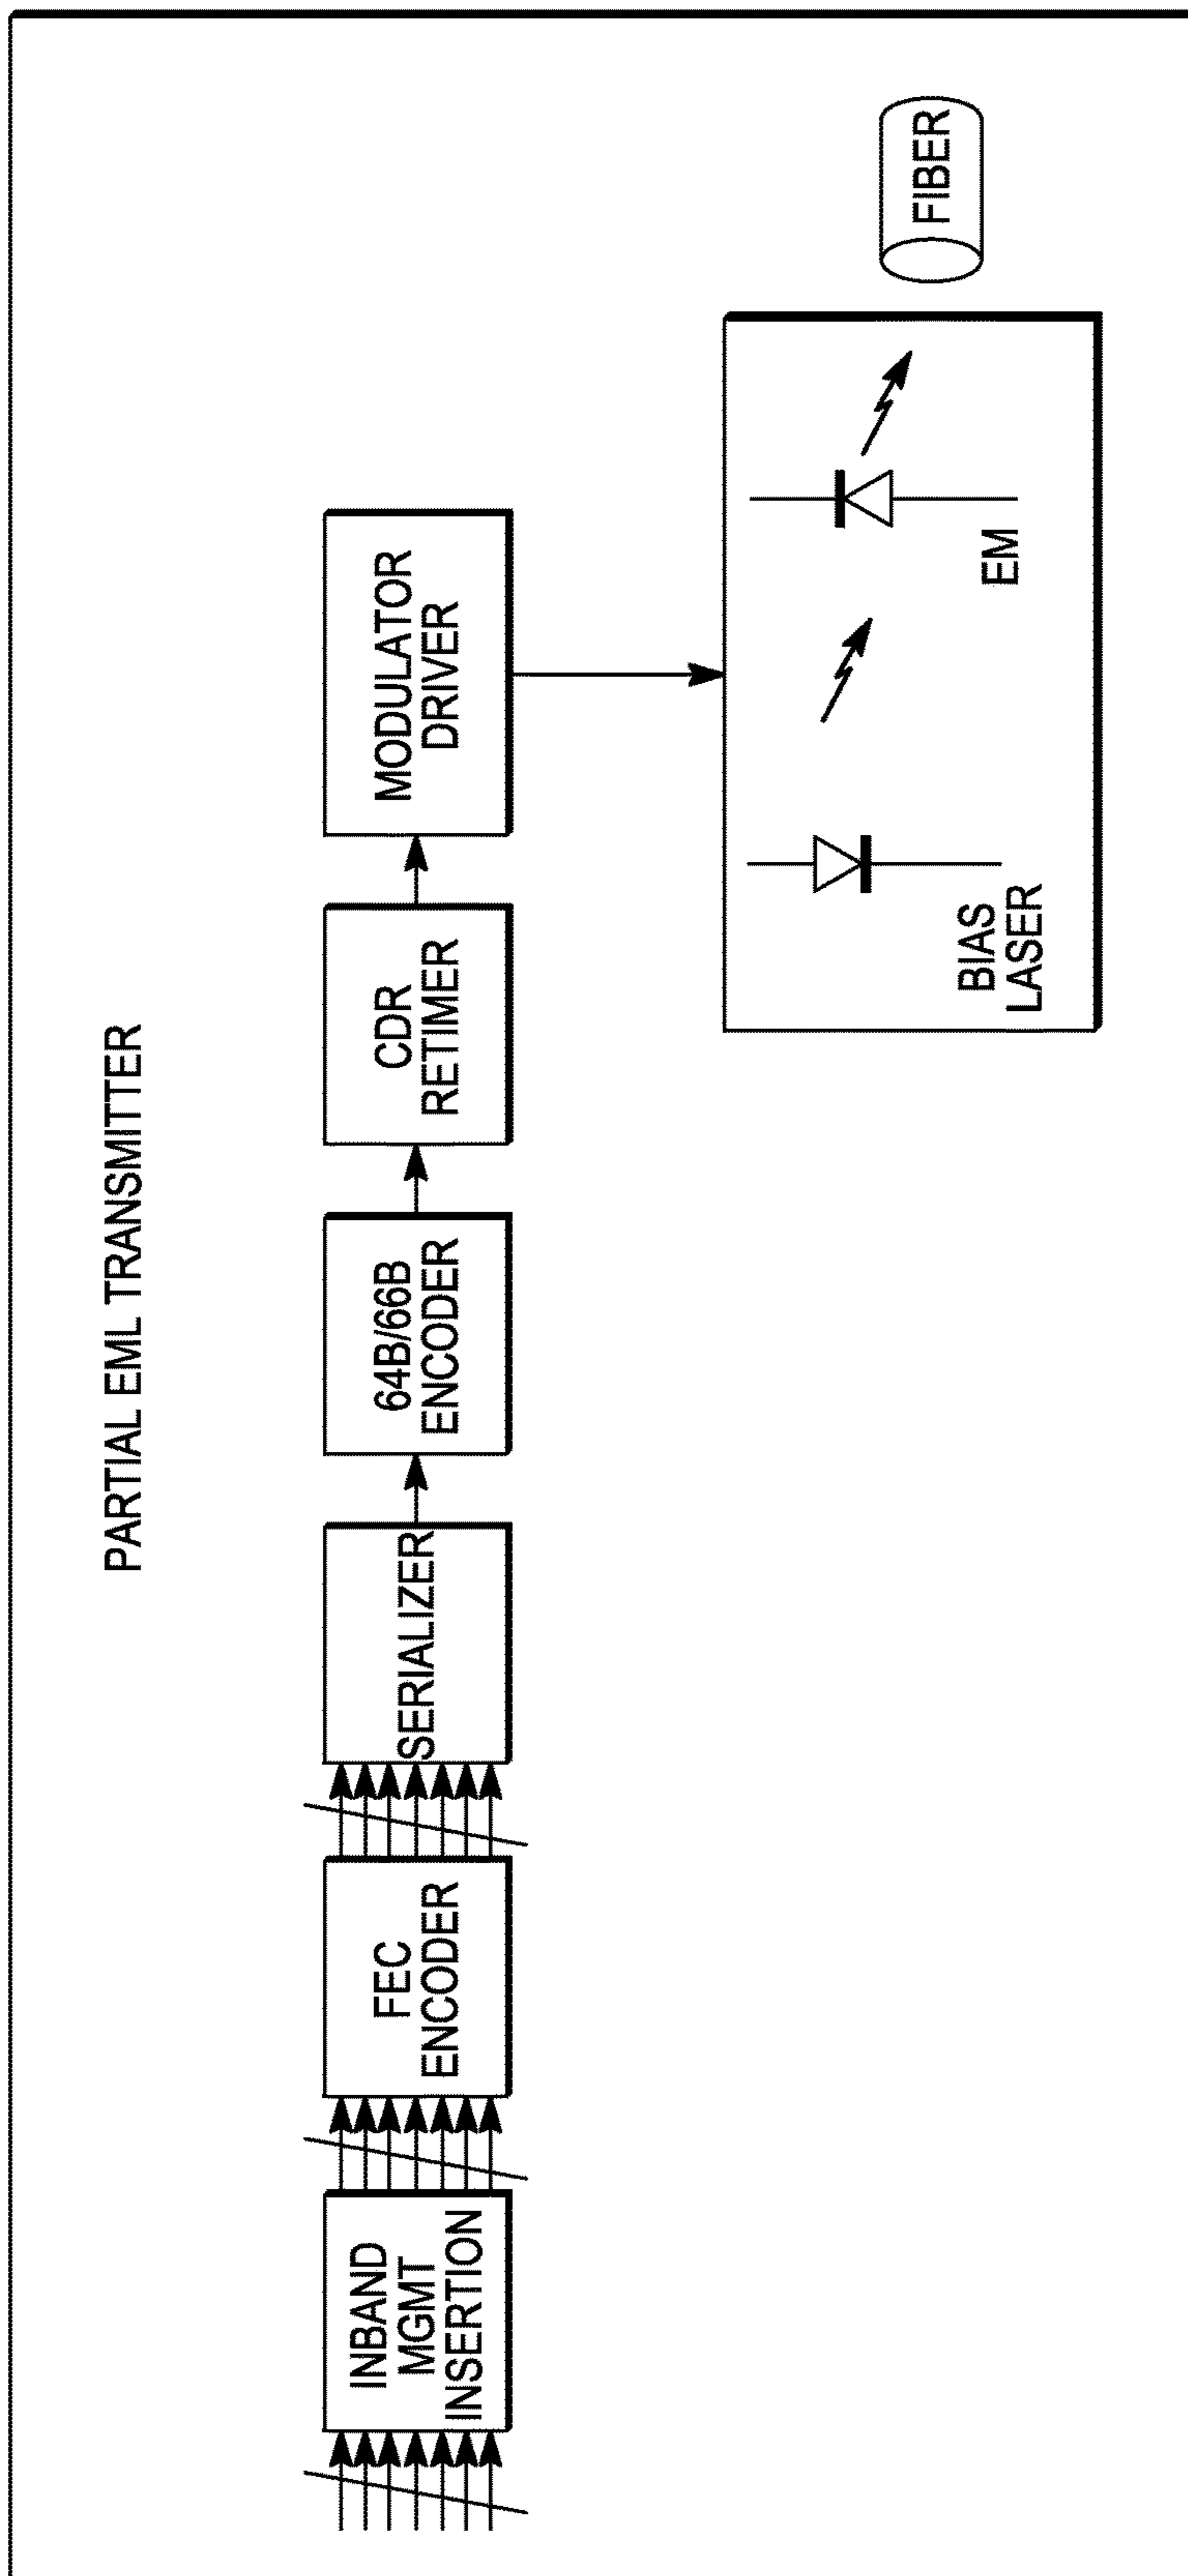 PARTIAL EML TRANSMITTER
INBAND
MGMT
INSERTION
FEC
ENCODER
SERIALIZER
64B/66B
ENCODER
CDR
RETIMER
MODULATOR
DRIVER
BIAS
LASER
EM
FIBER